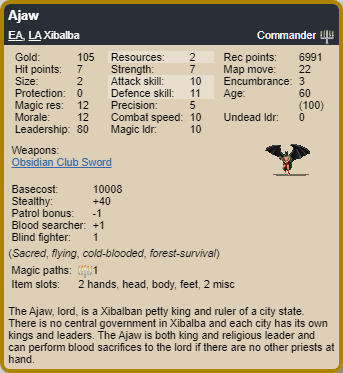 Ajaw
EA, LA Xibalba Commander
Gold: 105 Resources: 2 Rec points: 6991
Hit points: 7 Strength: 7 Map move: 22
Size: 2 Attack skill: 10 Encumbrance: 3
Protection: 0 Defence skill: 11 Age: 60
Magic res: 12 Precision: 5 (100)
Morale: 12 Combat speed: 10 Undead ldr: 0
Leadership: 80 Magic ldr: 10
Weapons:
Obsidian Club Sword
Basecost: 10008
Stealthy: +40
Patrol bonus: -1
Blood searcher: +1
Blind fighter: 1
(Sacred, flying, cold-blooded, forest-survival)
Magic paths: 1
Item slots: 2 hands, head, body, feet, 2 misc
The Ajaw, lord, is a Xibalban petty king and ruler of a city state.
There is no central government in Xibalba and each city has its own
kings and leaders. The Ajaw is both king and religious leader and
can perform blood sacrifices to the lord if there are no other priests at
hand.